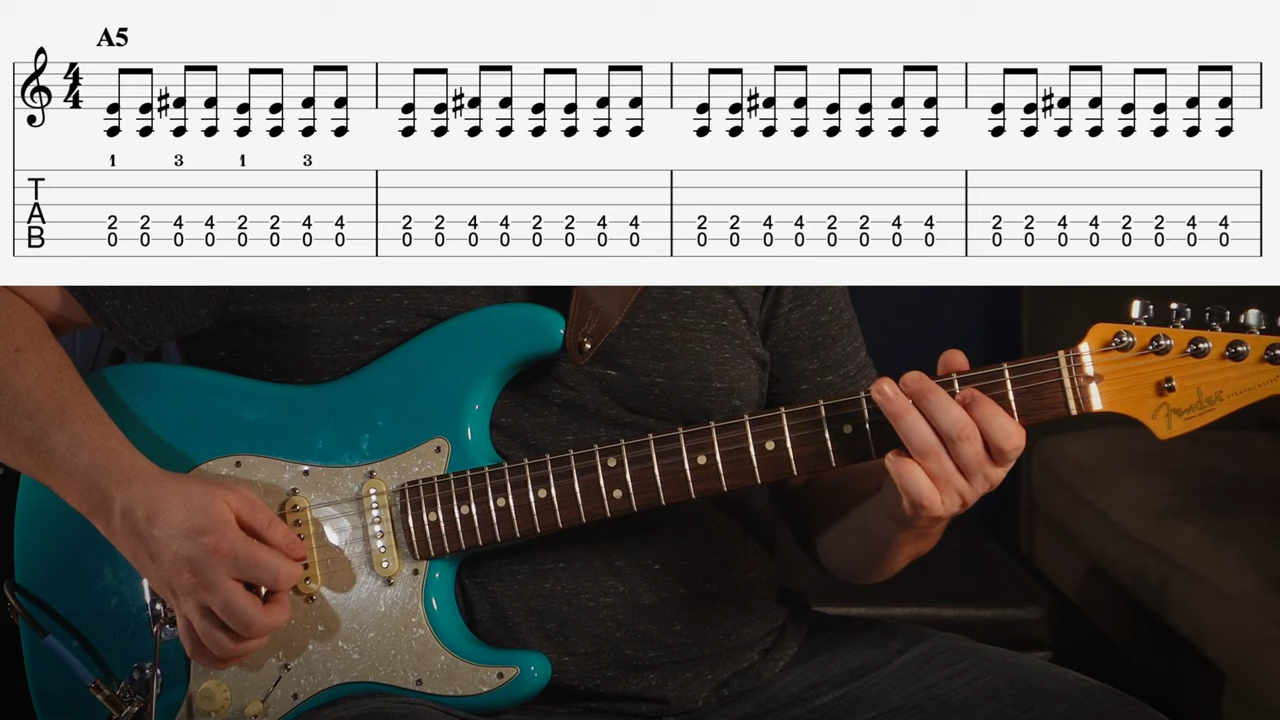 A5
4
4
1 3 1 3
T
A
B
2 2 4 4 2 2 4 4 2 2 4 4 2 2 4 4 2 2 4 4 2 2 4 4 2 2 4 4 2 2 4 4
0 0 0 0 0 0 0 0 0 0 0 0 0 0 0 0 0 0 0 0 0 0 0 0 0 0 0 0 0 0 0 0
Fender STRATOCASTER